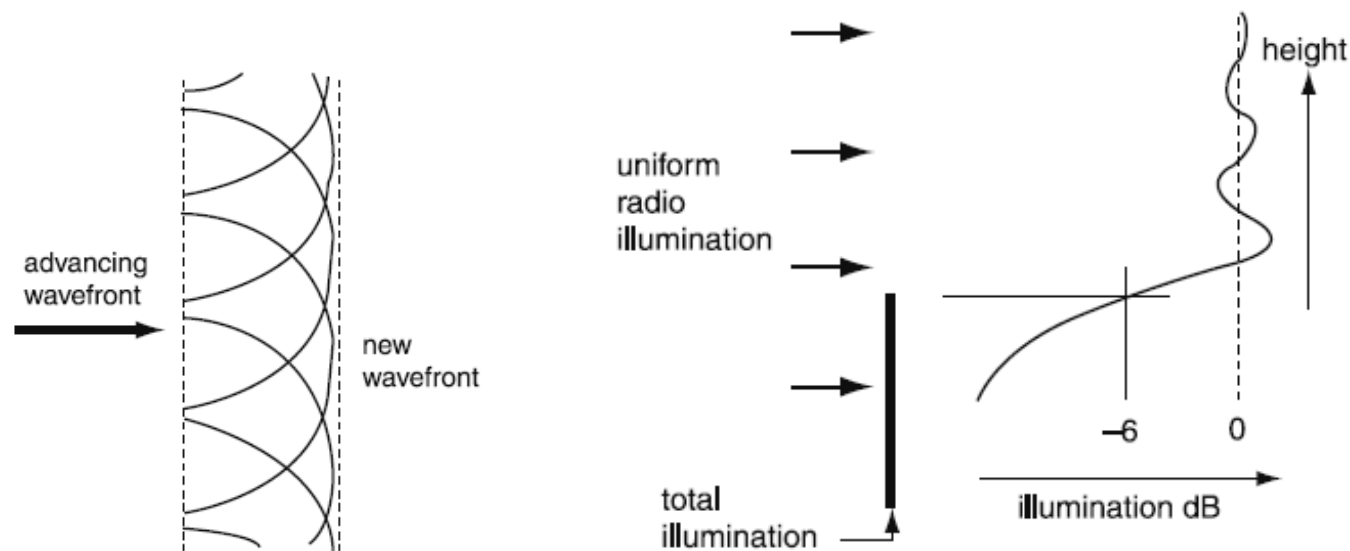 advancing
wavefront
new
wavefront
uniform
radio
illumination
total
illumination
height
–6
0
illumination dB